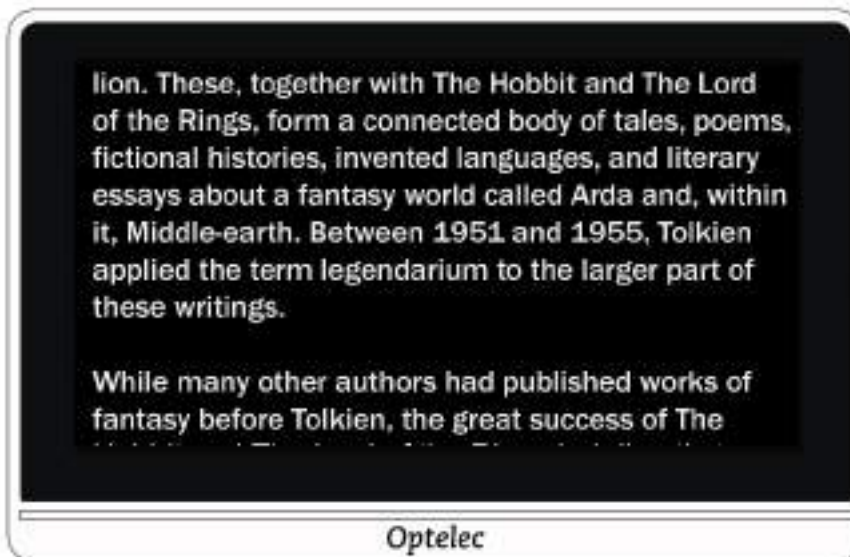 lion. These, together with The Hobbit and The Lord
of the Rings, form a connected body of tales, poems,
fictional histories, invented languages, and literary
essays about a fantasy world called Arda and, within
it, Middle-earth. Between 1951 and 1955, Tolkien
applied the term legendarium to the larger part of
these writings.
While many other authors had published works of
fantasy before Tolkien, the great success of The
Optelec